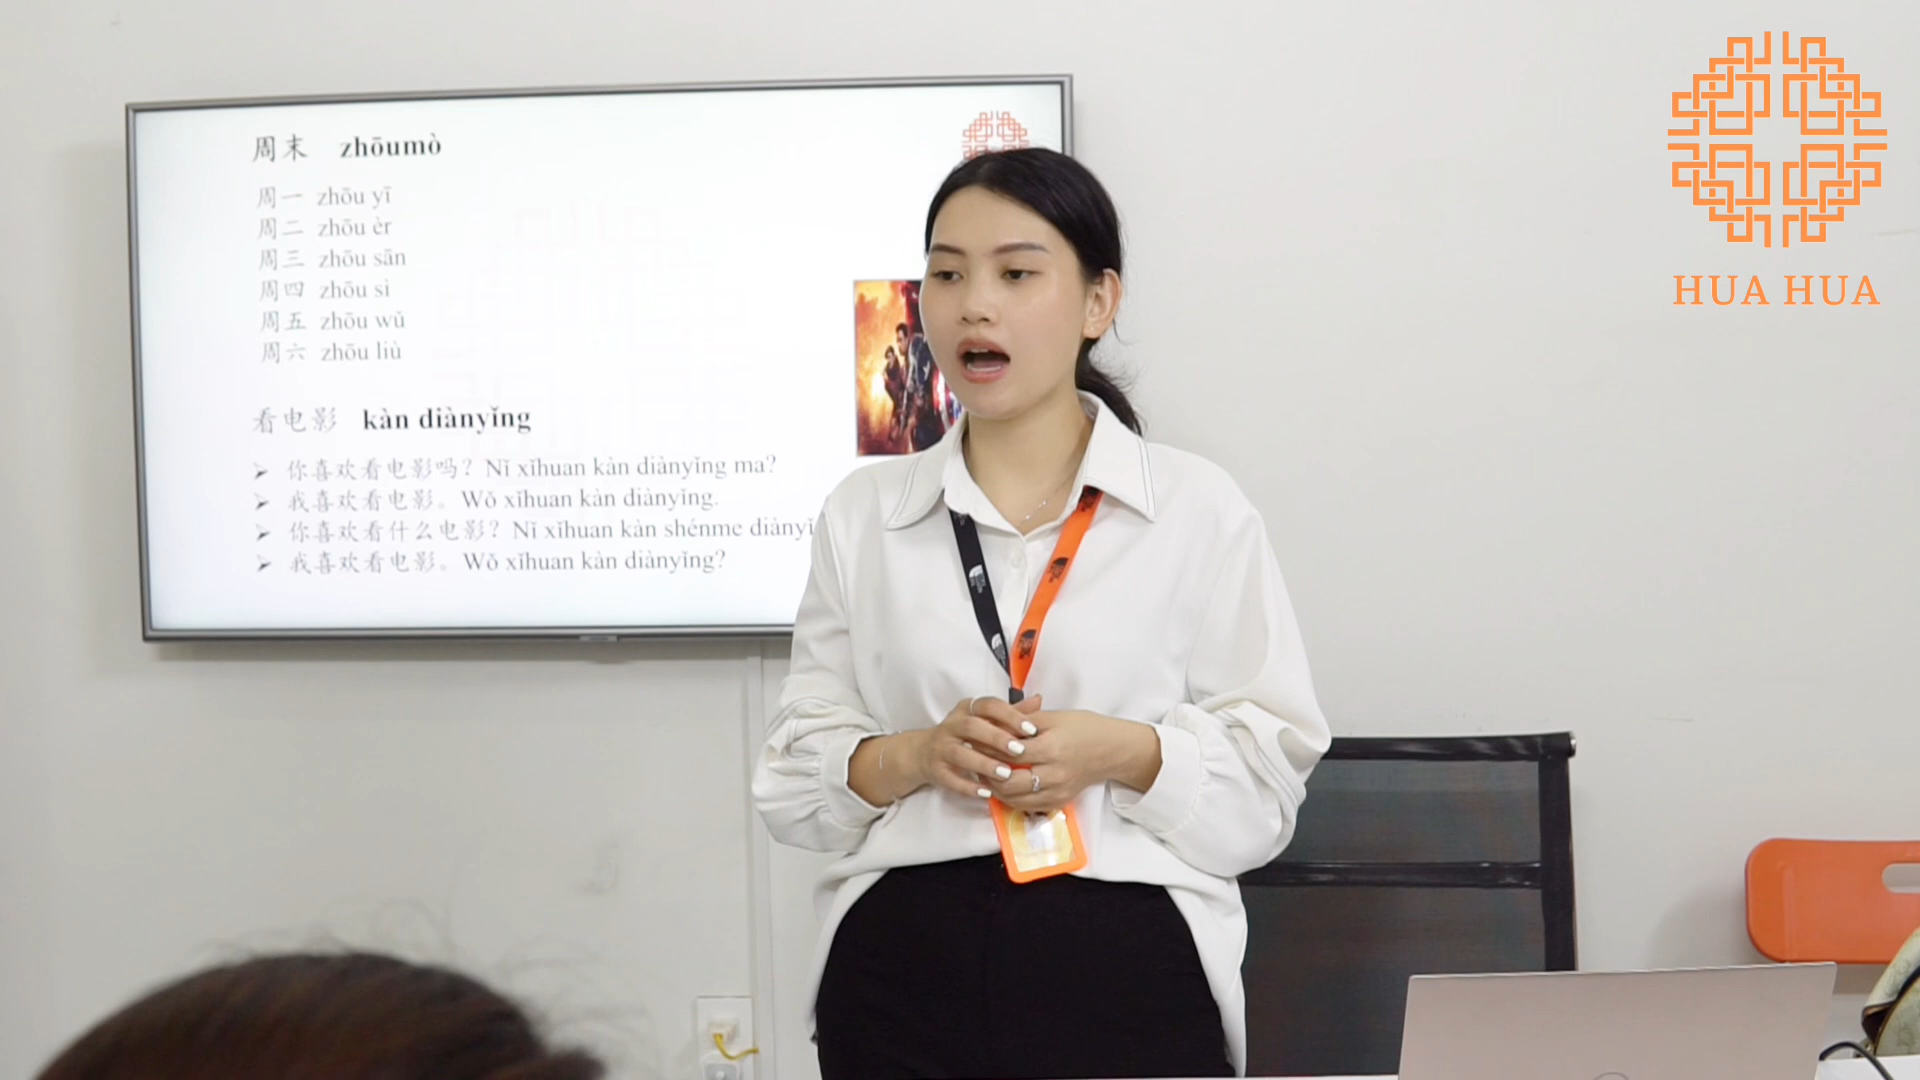 周末 zhōumò
周一 zhōu yī
周二 zhōu èr
周三 zhōu sān
周四 zhōu sì
周五 zhōu wǔ
周六 zhōu liù
看电影 kàn diànyǐng
➢ 你喜欢看电影吗？Nǐ xǐhuan kàn diànyǐng ma?
➢ 我喜欢看电影。Wǒ xǐhuan kàn diànyǐng.
➢ 你喜欢看什么电影？Nǐ xǐhuan kàn shénme diànyǐ
➢ 我喜欢看电影。Wǒ xǐhuan kàn diànyǐng?
HUA HUA